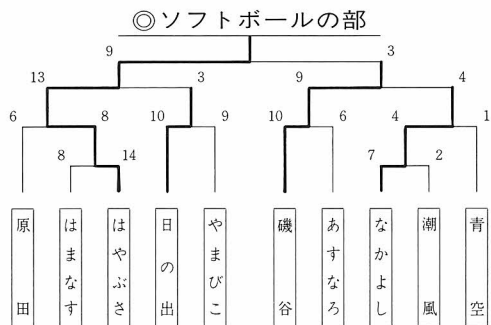 ◎ソフトボールの部
9 3
13 3 9 4
6 8 10 9 10 6 4 1
8 14 7 2
原田
はまなす
はやぶさ
日の出
やまびこ
磯谷
あすなろ
なかよし
潮風
青空